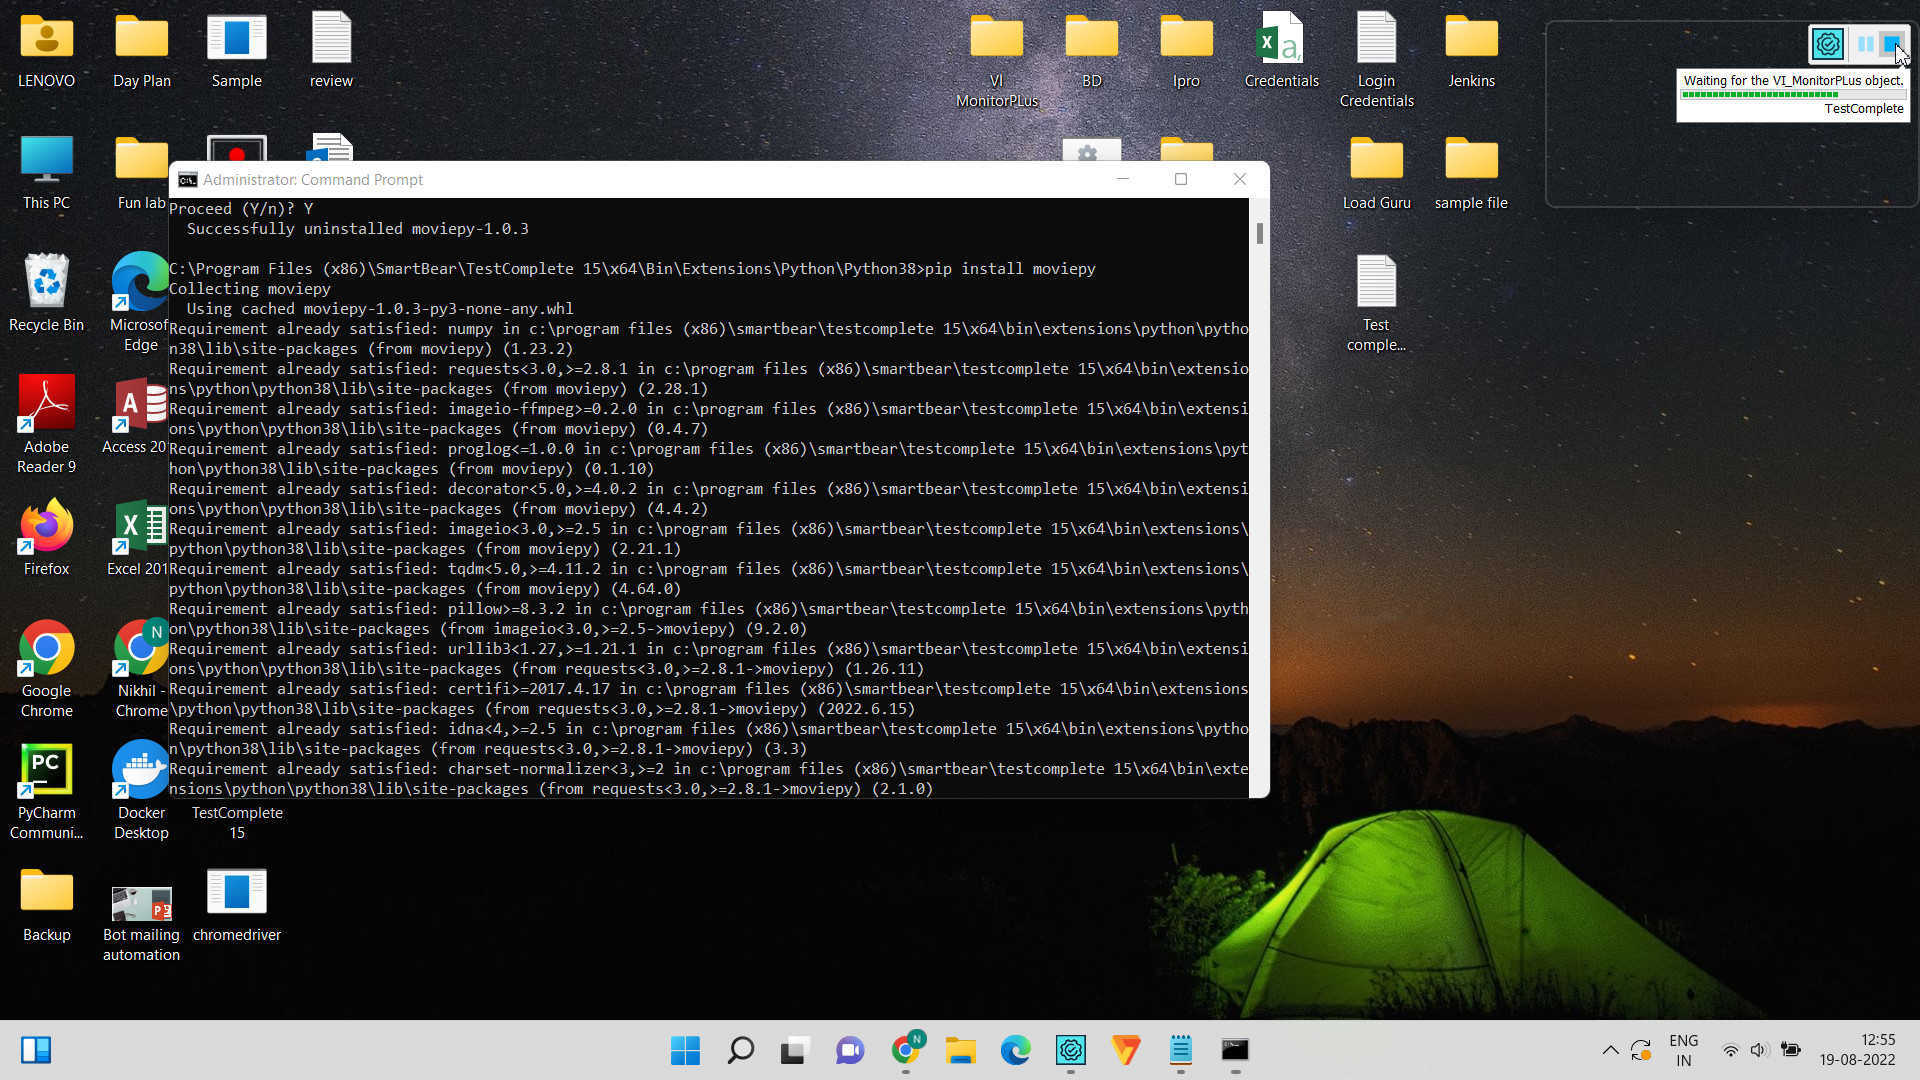 LENOVO
Day Plan
Sample
review
VI
MonitorPLus
BD
Ipro
Credentials
Login
Credentials
Jenkins
Waiting for the VI_MonitorPLus object.
TestComplete
This PC
Fun lab
Load Guru
sample file
Administrator: Command Prompt
Proceed (Y/n)? Y
Successfully uninstalled moviepy-1.0.3
C:\Program Files (x86)\SmartBear\TestComplete 15\x64\Bin\Extensions\Python\Python38>pip install moviepy
Collecting moviepy
Using cached moviepy-1.0.3-py3-none-any.whl
Requirement already satisfied: numpy in c:\program files (x86)\smartbear\testcomplete 15\x64\bin\extensions\python\pytho
n38\lib\site-packages (from moviepy) (1.23.2)
Requirement already satisfied: requests<3.0,>=2.8.1 in c:\program files (x86)\smartbear\testcomplete 15\x64\bin\extensio
ns\python\python38\lib\site-packages (from moviepy) (2.28.1)
Requirement already satisfied: imageio-ffmpeg>=0.2.0 in c:\program files (x86)\smartbear\testcomplete 15\x64\bin\extensi
ons\python\python38\lib\site-packages (from moviepy) (0.4.7)
Requirement already satisfied: proglog<=1.0.0 in c:\program files (x86)\smartbear\testcomplete 15\x64\bin\extensions\pyt
hon\python38\lib\site-packages (from moviepy) (0.1.10)
Requirement already satisfied: decorator<5.0,>=4.0.2 in c:\program files (x86)\smartbear\testcomplete 15\x64\bin\extensi
ons\python\python38\lib\site-packages (from moviepy) (4.4.2)
Requirement already satisfied: imageio<3.0,>=2.5 in c:\program files (x86)\smartbear\testcomplete 15\x64\bin\extensions\
python\python38\lib\site-packages (from moviepy) (2.21.1)
Requirement already satisfied: tqdm<5.0,>=4.11.2 in c:\program files (x86)\smartbear\testcomplete 15\x64\bin\extensions\
python\python38\lib\site-packages (from moviepy) (4.64.0)
Requirement already satisfied: pillow>=8.3.2 in c:\program files (x86)\smartbear\testcomplete 15\x64\bin\extensions\pyth
on\python38\lib\site-packages (from imageio<3.0,>=2.5->moviepy) (9.2.0)
Requirement already satisfied: urllib3<1.27,>=1.21.1 in c:\program files (x86)\smartbear\testcomplete 15\x64\bin\extensi
ons\python\python38\lib\site-packages (from requests<3.0,>=2.8.1->moviepy) (1.26.11)
Requirement already satisfied: certifi>=2017.4.17 in c:\program files (x86)\smartbear\testcomplete 15\x64\bin\extensions
\python\python38\lib\site-packages (from requests<3.0,>=2.8.1->moviepy) (2022.6.15)
Requirement already satisfied: idna<4,>=2.5 in c:\program files (x86)\smartbear\testcomplete 15\x64\bin\extensions\pytho
n\python38\lib\site-packages (from requests<3.0,>=2.8.1->moviepy) (3.3)
Requirement already satisfied: charset-normalizer<3,>=2 in c:\program files (x86)\smartbear\testcomplete 15\x64\bin\exte
nsions\python\python38\lib\site-packages (from requests<3.0,>=2.8.1->moviepy) (2.1.0)
Recycle Bin
Microsof
Edge
Test
comple...
Adobe
Reader 9
Access 20
Firefox
Excel 201
Google
Chrome
N
Nikhil -
Chrome
PC
PyCharm
Communi...
Docker
Desktop
TestComplete
15
Backup
Bot mailing
automation
chromedriver
N
ENG
IN
12:55
19-08-2022